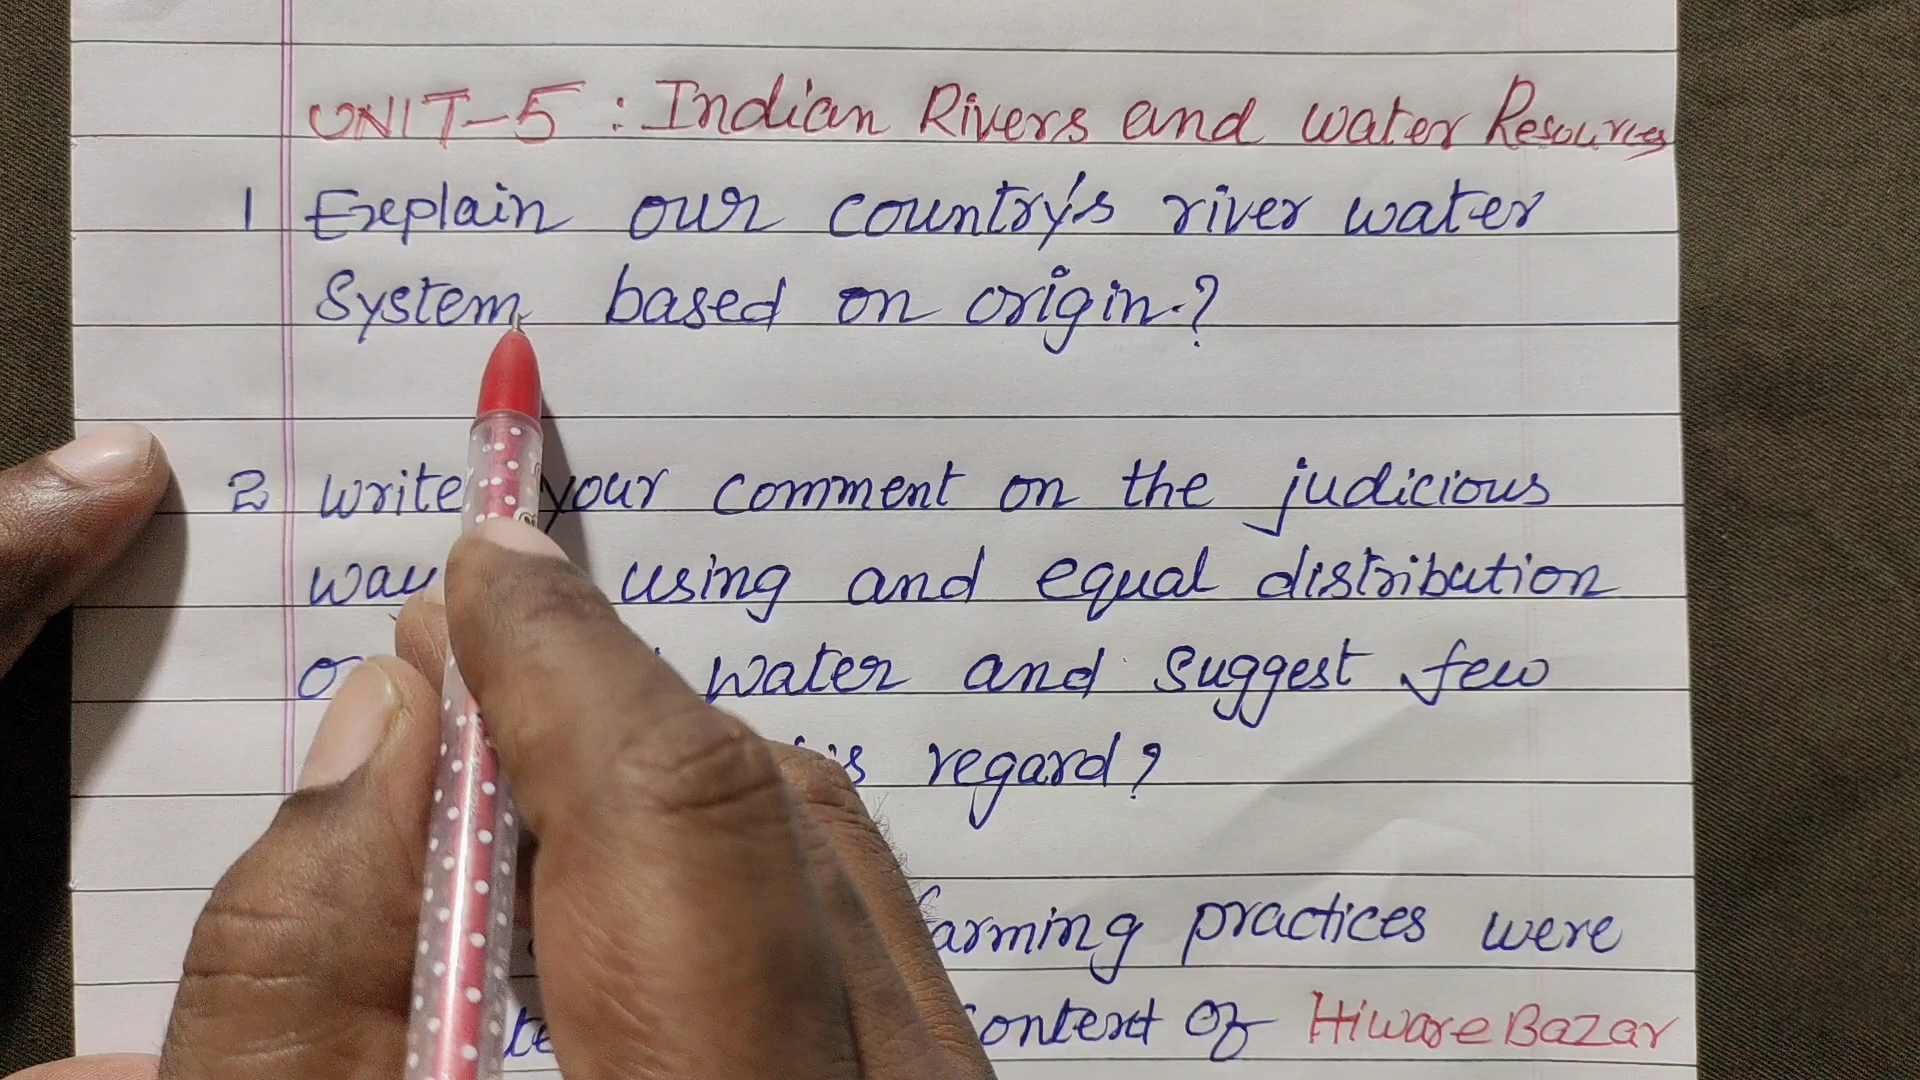 UNIT-5 : Indian Rivers and water Resources
1 Explain our country's river water
System based on origin.?
2 write your comment on the judicious
using and equal distribution
water and suggest few
regard?
farming practices were
context of Hiware Bazar